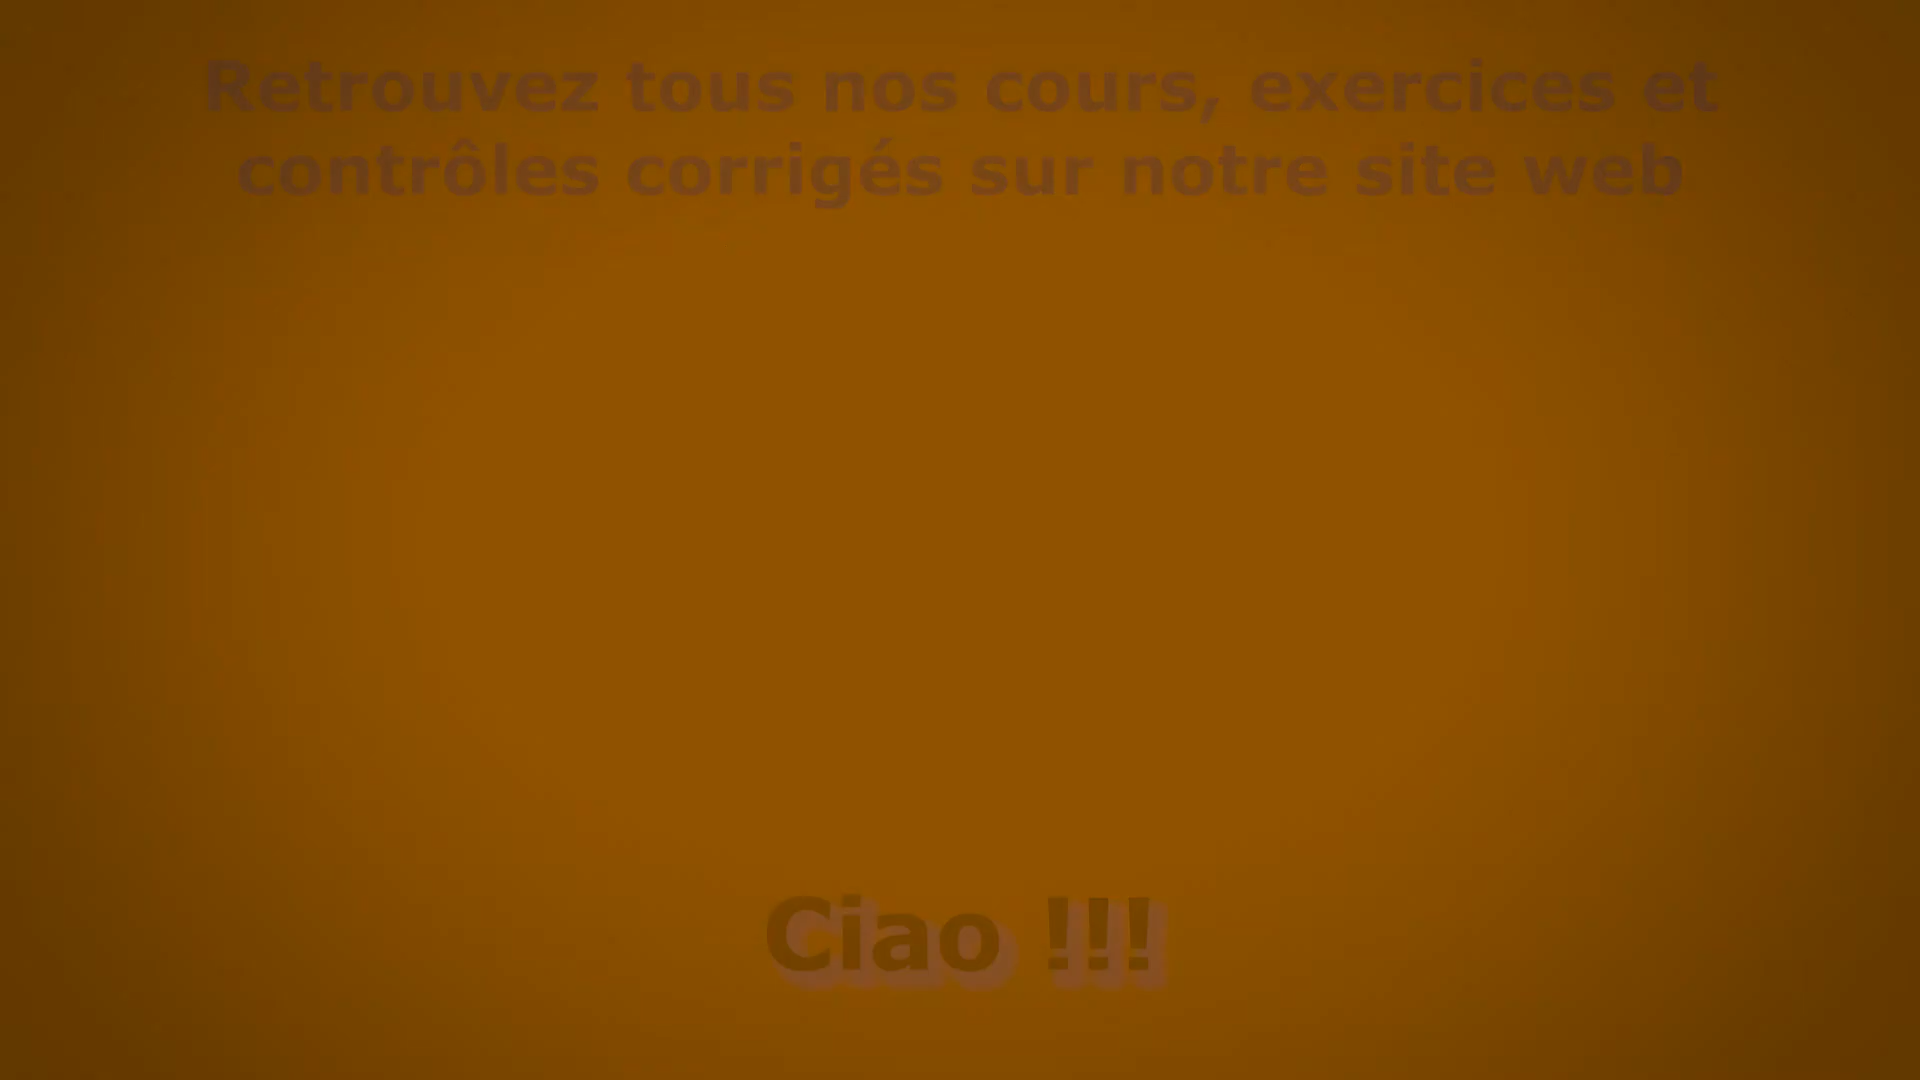 Retrouvez tous nos cours, exercices et
contrôles corrigés sur notre site web
Ciao !!!